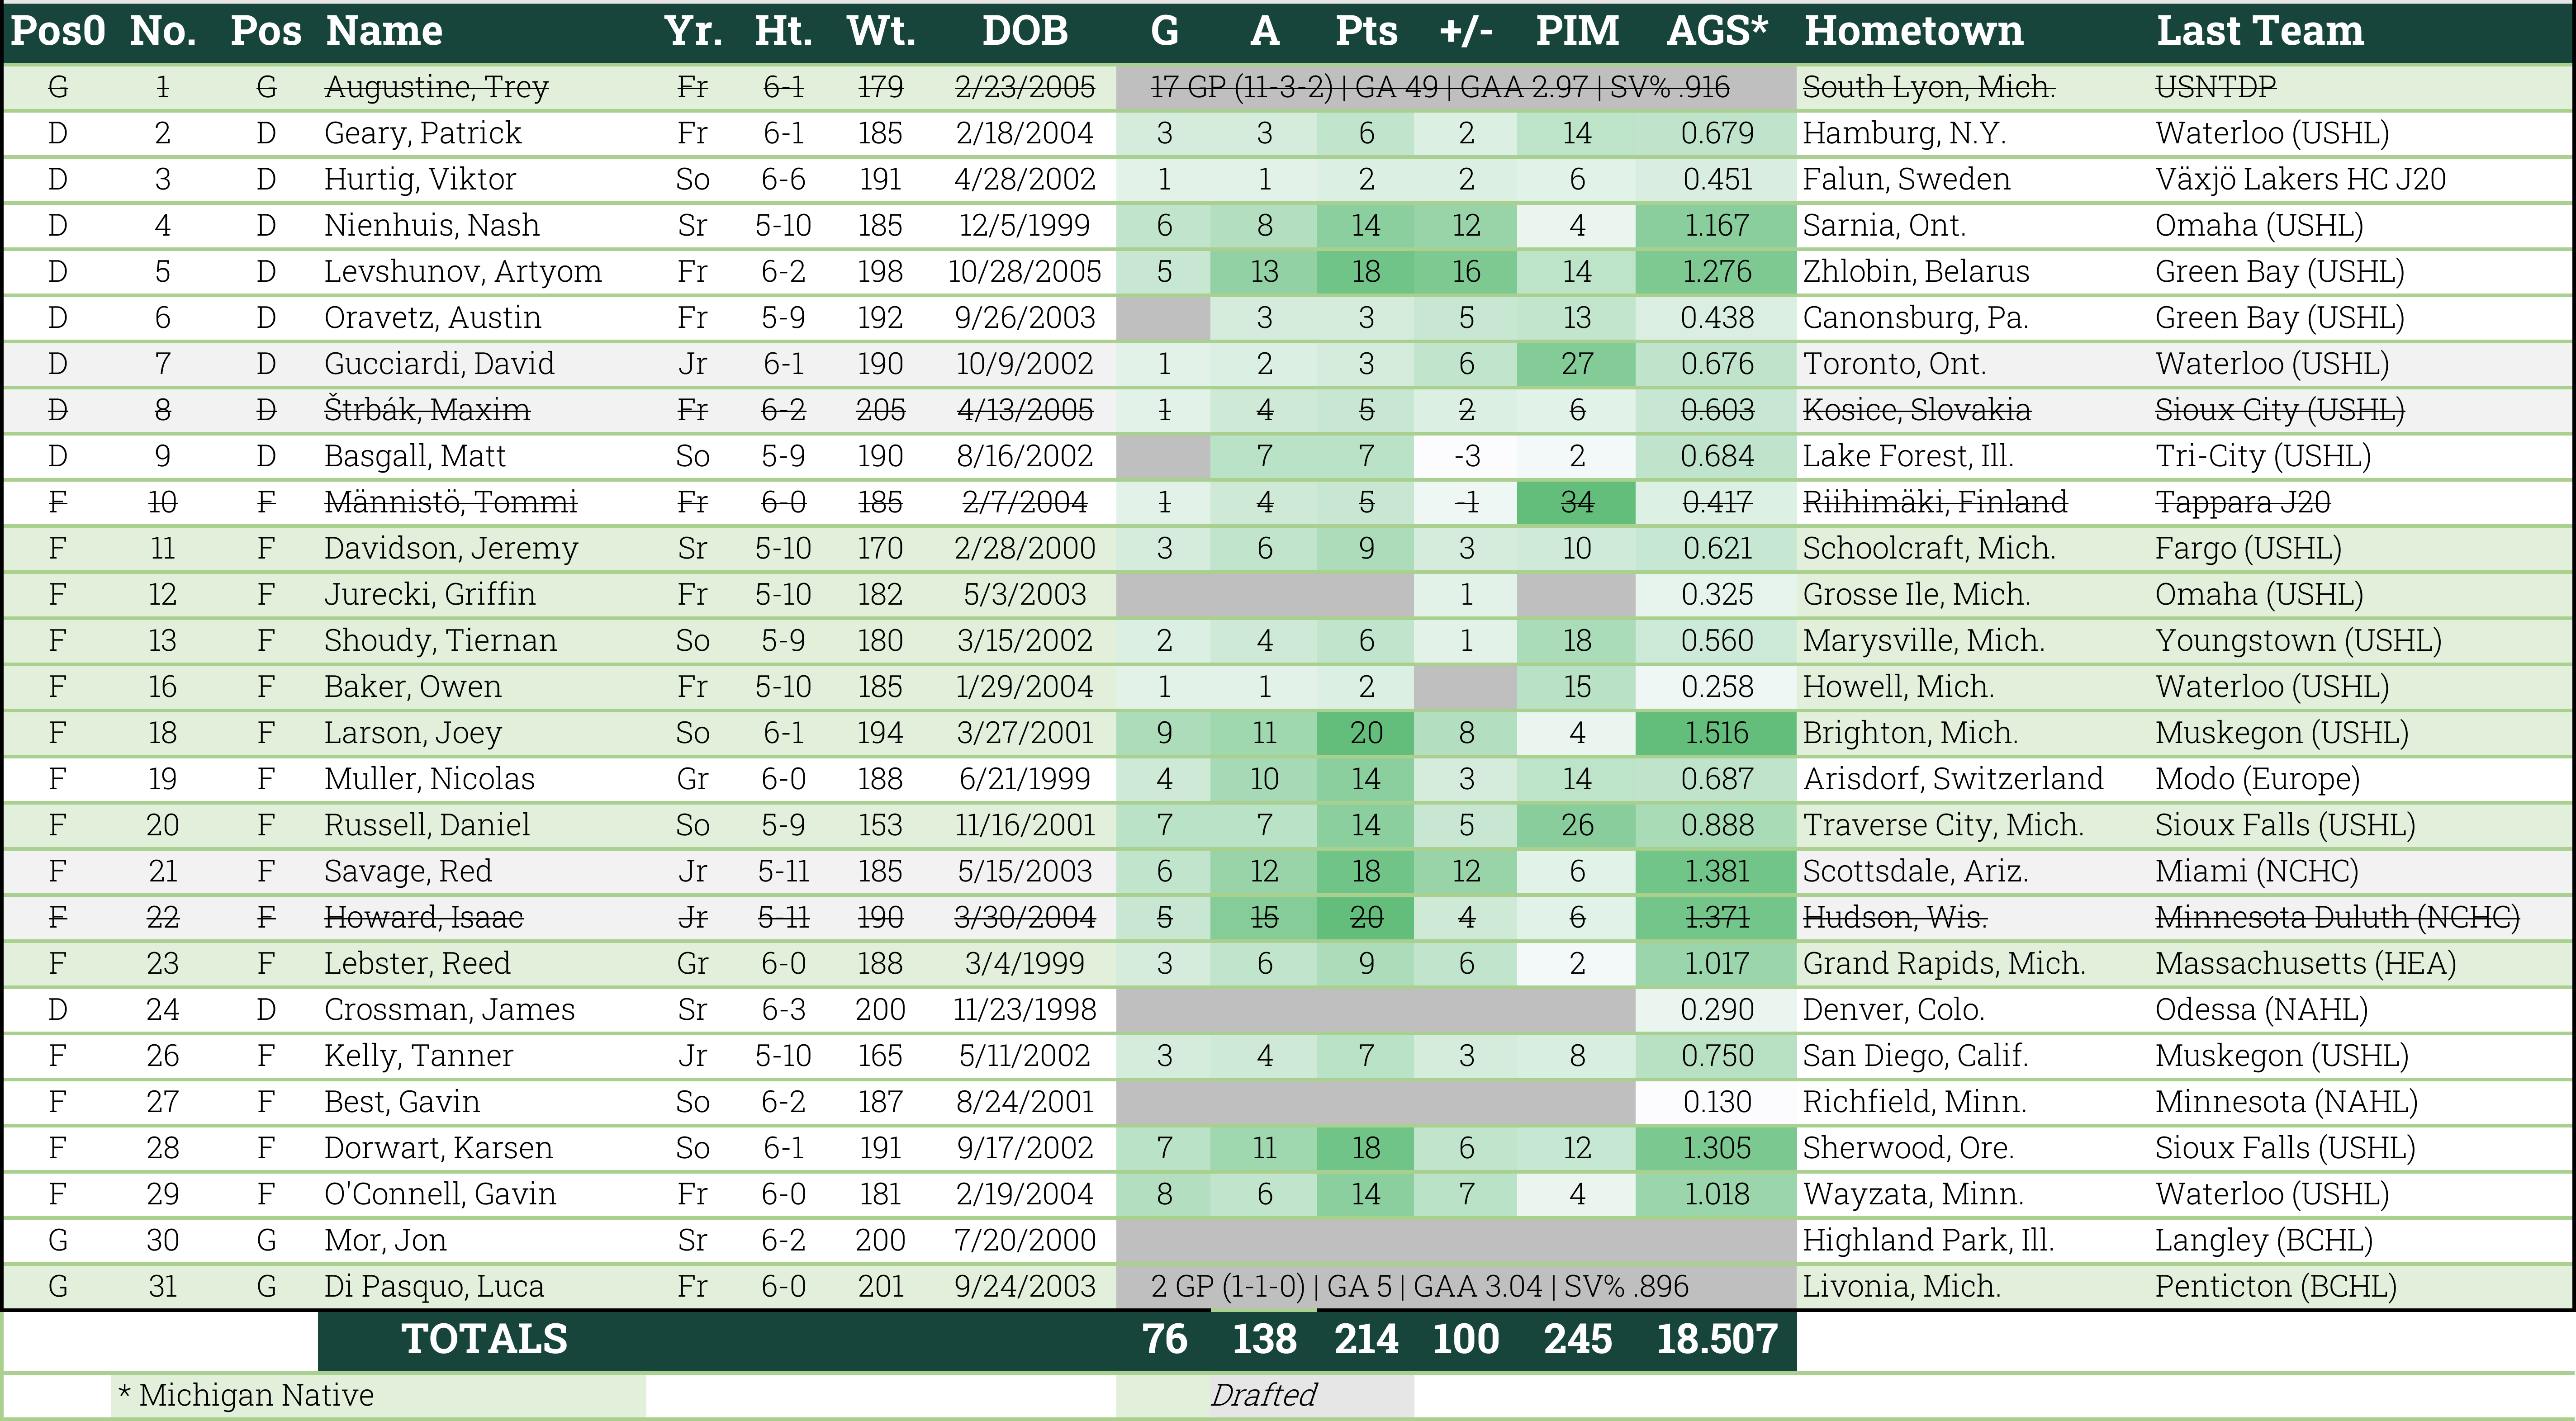 Pos0 No. Pos Name Yr. Ht. Wt. DOB G A Pts +/- PIM AGS* Hometown Last Team
G 1 G Augustine, Trey Fr 6-1 179 2/23/2005 17 GP (11-3-2) | GA 49 | GAA 2.97 | SV% .916 South Lyon, Mich. USNTDP
D 2 D Geary, Patrick Fr 6-1 185 2/18/2004 3 3 6 2 14 0.679 Hamburg, N.Y. Waterloo (USHL)
D 3 D Hurtig, Viktor So 6-6 191 4/28/2002 1 1 2 2 6 0.451 Falun, Sweden Växjö Lakers HC J20
D 4 D Nienhuis, Nash Sr 5-10 185 12/5/1999 6 8 14 12 4 1.167 Sarnia, Ont. Omaha (USHL)
D 5 D Levshunov, Artyom Fr 6-2 198 10/28/2005 5 13 18 16 14 1.276 Zhlobin, Belarus Green Bay (USHL)
D 6 D Oravetz, Austin Fr 5-9 192 9/26/2003 3 3 5 13 0.438 Canonsburg, Pa. Green Bay (USHL)
D 7 D Gucciardi, David Jr 6-1 190 10/9/2002 1 2 3 6 27 0.676 Toronto, Ont. Waterloo (USHL)
D 8 D Štrbák, Maxim Fr 6-2 205 4/13/2005 1 4 5 2 6 0.603 Kosice, Slovakia Sioux City (USHL)
D 9 D Basgall, Matt So 5-9 190 8/16/2002 7 7 -3 2 0.684 Lake Forest, Ill. Tri-City (USHL)
F 10 F Männistö, Tommi Fr 6-0 185 2/7/2004 1 4 5 -1 34 0.417 Riihimäki, Finland Tappara J20
F 11 F Davidson, Jeremy Sr 5-10 170 2/28/2000 3 6 9 3 10 0.621 Schoolcraft, Mich. Fargo (USHL)
F 12 F Jurecki, Griffin Fr 5-10 182 5/3/2003 1 0.325 Grosse Ile, Mich. Omaha (USHL)
F 13 F Shoudy, Tiernan So 5-9 180 3/15/2002 2 4 6 1 18 0.560 Marysville, Mich. Youngstown (USHL)
F 16 F Baker, Owen Fr 5-10 185 1/29/2004 1 1 2 15 0.258 Howell, Mich. Waterloo (USHL)
F 18 F Larson, Joey So 6-1 194 3/27/2001 9 11 20 8 4 1.516 Brighton, Mich. Muskegon (USHL)
F 19 F Muller, Nicolas Gr 6-0 188 6/21/1999 4 10 14 3 14 0.687 Arisdorf, Switzerland Modo (Europe)
F 20 F Russell, Daniel So 5-9 153 11/16/2001 7 7 14 5 26 0.888 Traverse City, Mich. Sioux Falls (USHL)
F 21 F Savage, Red Jr 5-11 185 5/15/2003 6 12 18 12 6 1.381 Scottsdale, Ariz. Miami (NCHC)
F 22 F Howard, Isaac Jr 5-11 190 3/30/2004 5 15 20 4 6 1.371 Hudson, Wis. Minnesota Duluth (NCHC)
F 23 F Lebster, Reed Gr 6-0 188 3/4/1999 3 6 9 6 2 1.017 Grand Rapids, Mich. Massachusetts (HEA)
D 24 D Crossman, James Sr 6-3 200 11/23/1998 0.290 Denver, Colo. Odessa (NAHL)
F 26 F Kelly, Tanner Jr 5-10 165 5/11/2002 3 4 7 3 8 0.750 San Diego, Calif. Muskegon (USHL)
F 27 F Best, Gavin So 6-2 187 8/24/2001 0.130 Richfield, Minn. Minnesota (NAHL)
F 28 F Dorwart, Karsen So 6-1 191 9/17/2002 7 11 18 6 12 1.305 Sherwood, Ore. Sioux Falls (USHL)
F 29 F O'Connell, Gavin Fr 6-0 181 2/19/2004 8 6 14 7 4 1.018 Wayzata, Minn. Waterloo (USHL)
G 30 G Mor, Jon Sr 6-2 200 7/20/2000 Highland Park, Ill. Langley (BCHL)
G 31 G Di Pasquo, Luca Fr 6-0 201 9/24/2003 2 GP (1-1-0) | GA 5 | GAA 3.04 | SV% .896 Livonia, Mich. Penticton (BCHL)
TOTALS 76 138 214 100 245 18.507
* Michigan Native Drafted